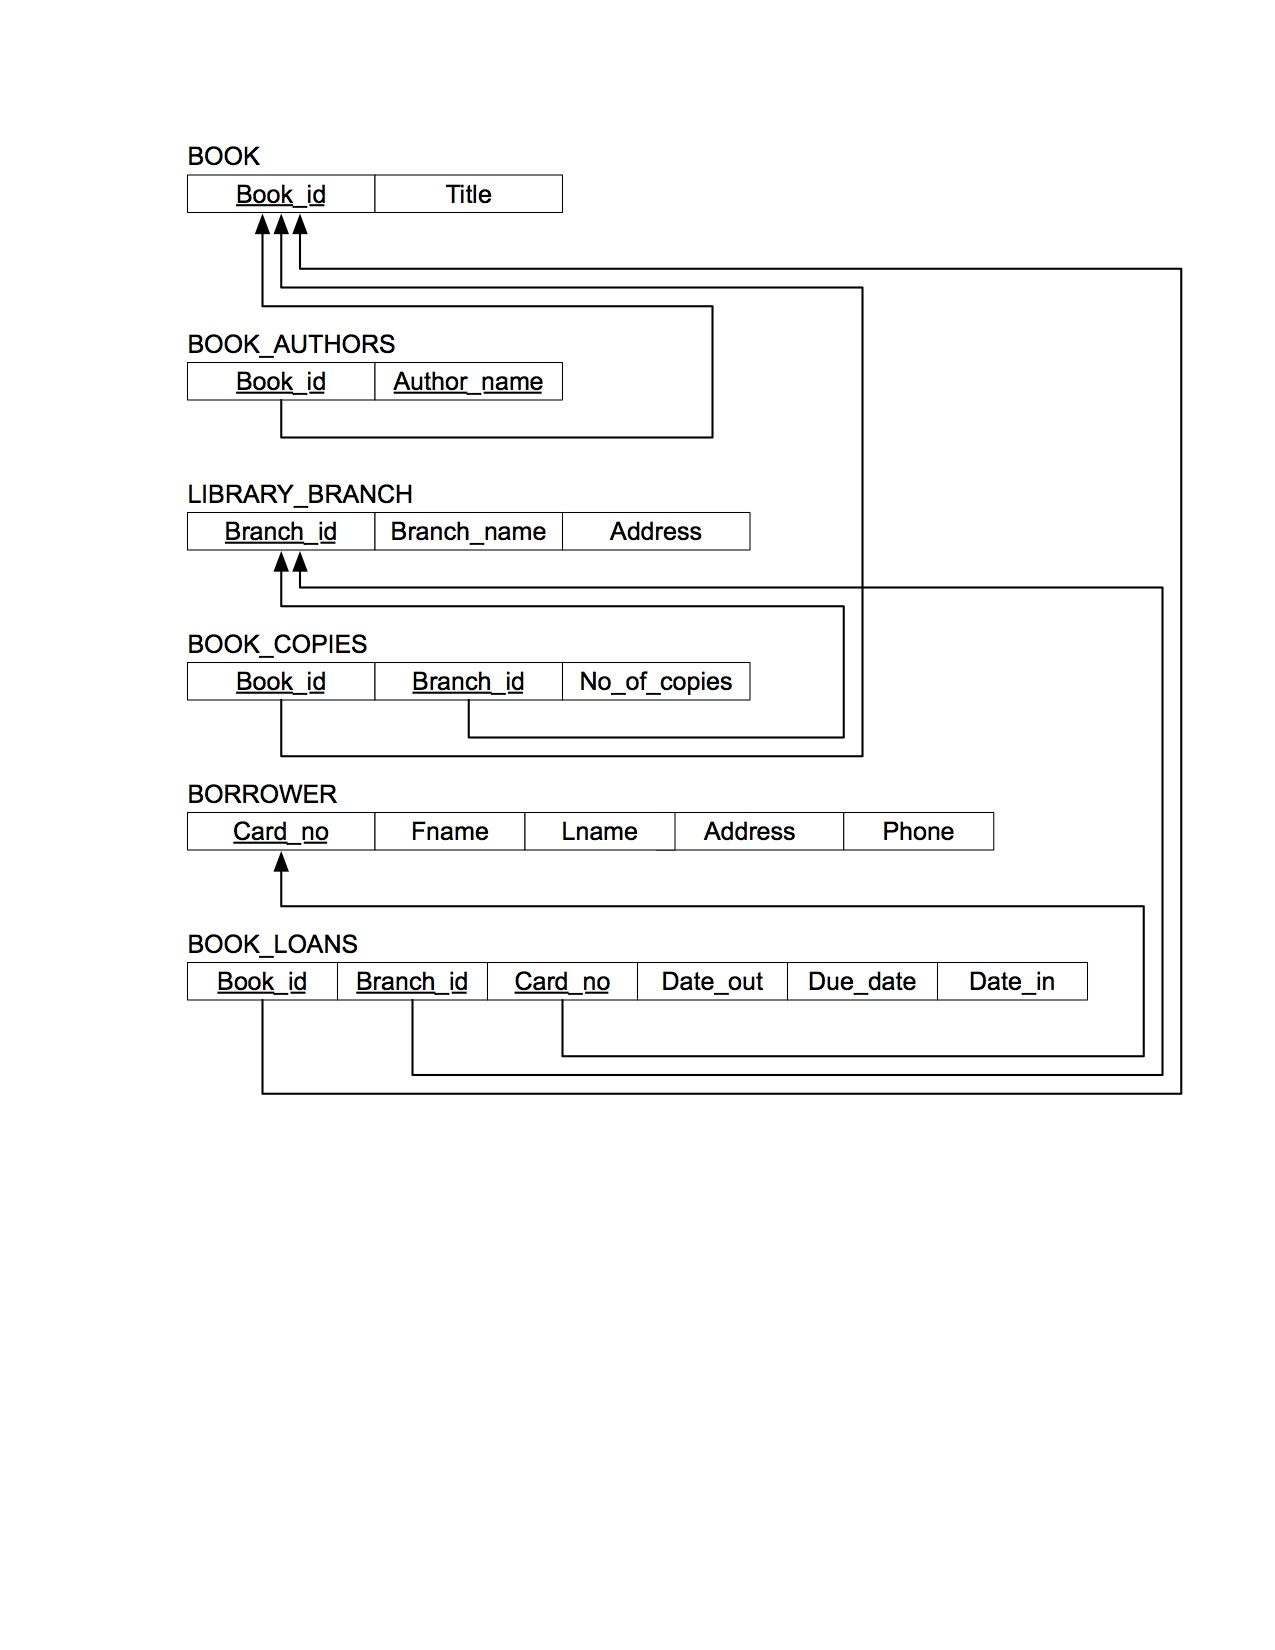 BOOK
Book_id Title
BOOK_AUTHORS
Book_id Author_name
LIBRARY_BRANCH
Branch_id Branch_name Address
BOOK_COPIES
Book_id Branch_id No_of_copies
BORROWER
Card_no Fname Lname Address Phone
BOOK_LOANS
Book_id Branch_id Card_no Date_out Due_date Date_in